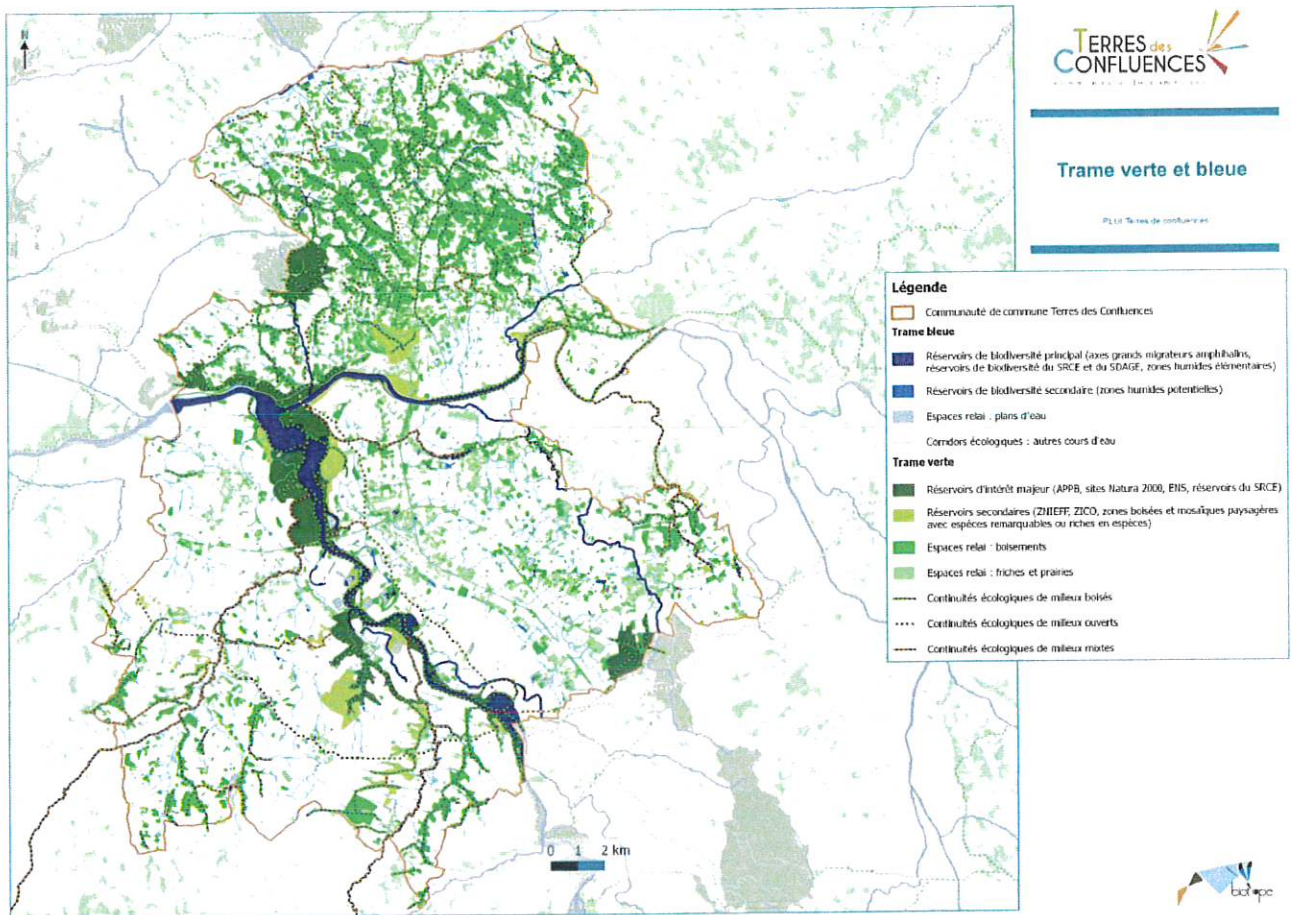 N
TERRES des
CONFLUENCES
Trame verte et bleue
PLUi Terres de confluences
Légende
Communauté de commune Terres des Confluences
Trame bleue
Réservoirs de biodiversité principal (axes grands migrateurs amphihalins,
réservoirs de biodiversité du SRCE et du SDAGE, zones humides élémentaires)
Réservoirs de biodiversité secondaire (zones humides potentielles)
Espaces relai : plans d'eau
Corridors écologiques : autres cours d'eau
Trame verte
Réservoirs d'intérêt majeur (APPB, sites Natura 2000, ENS, réservoirs du SRCE)
Réservoirs secondaires (ZNIEFF, ZICO, zones boisées et mosaïques paysagères
avec espèces remarquables ou riches en espèces)
Espaces relai : boisements
Espaces relai : friches et prairies
Continuités écologiques de milieux boisés
Continuités écologiques de milieux ouverts
Continuités écologiques de milieux mixtes
0 1 2 km
biotope